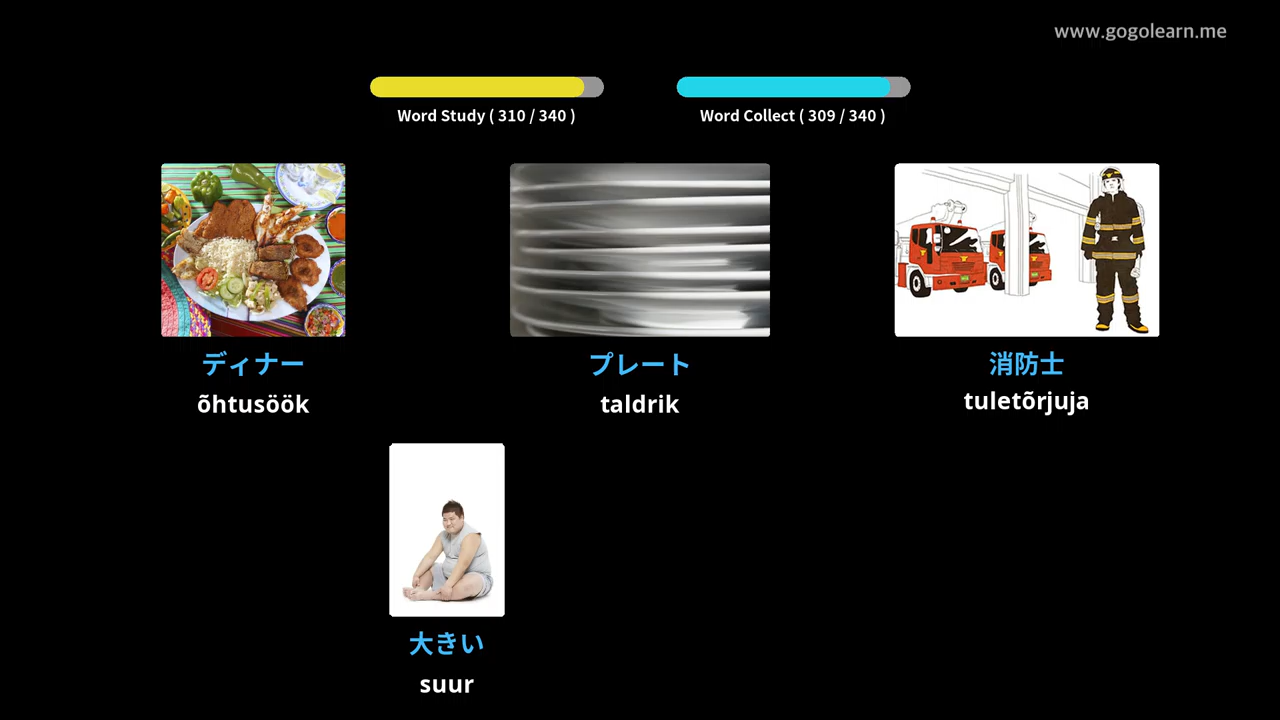 www.gogolearn.me
Word Study ( 310 / 340 )
Word Collect ( 309 / 340 )
ディナー
õhtusöök
プレート
taldrik
消防士
tuletõrjuja
大きい
suur